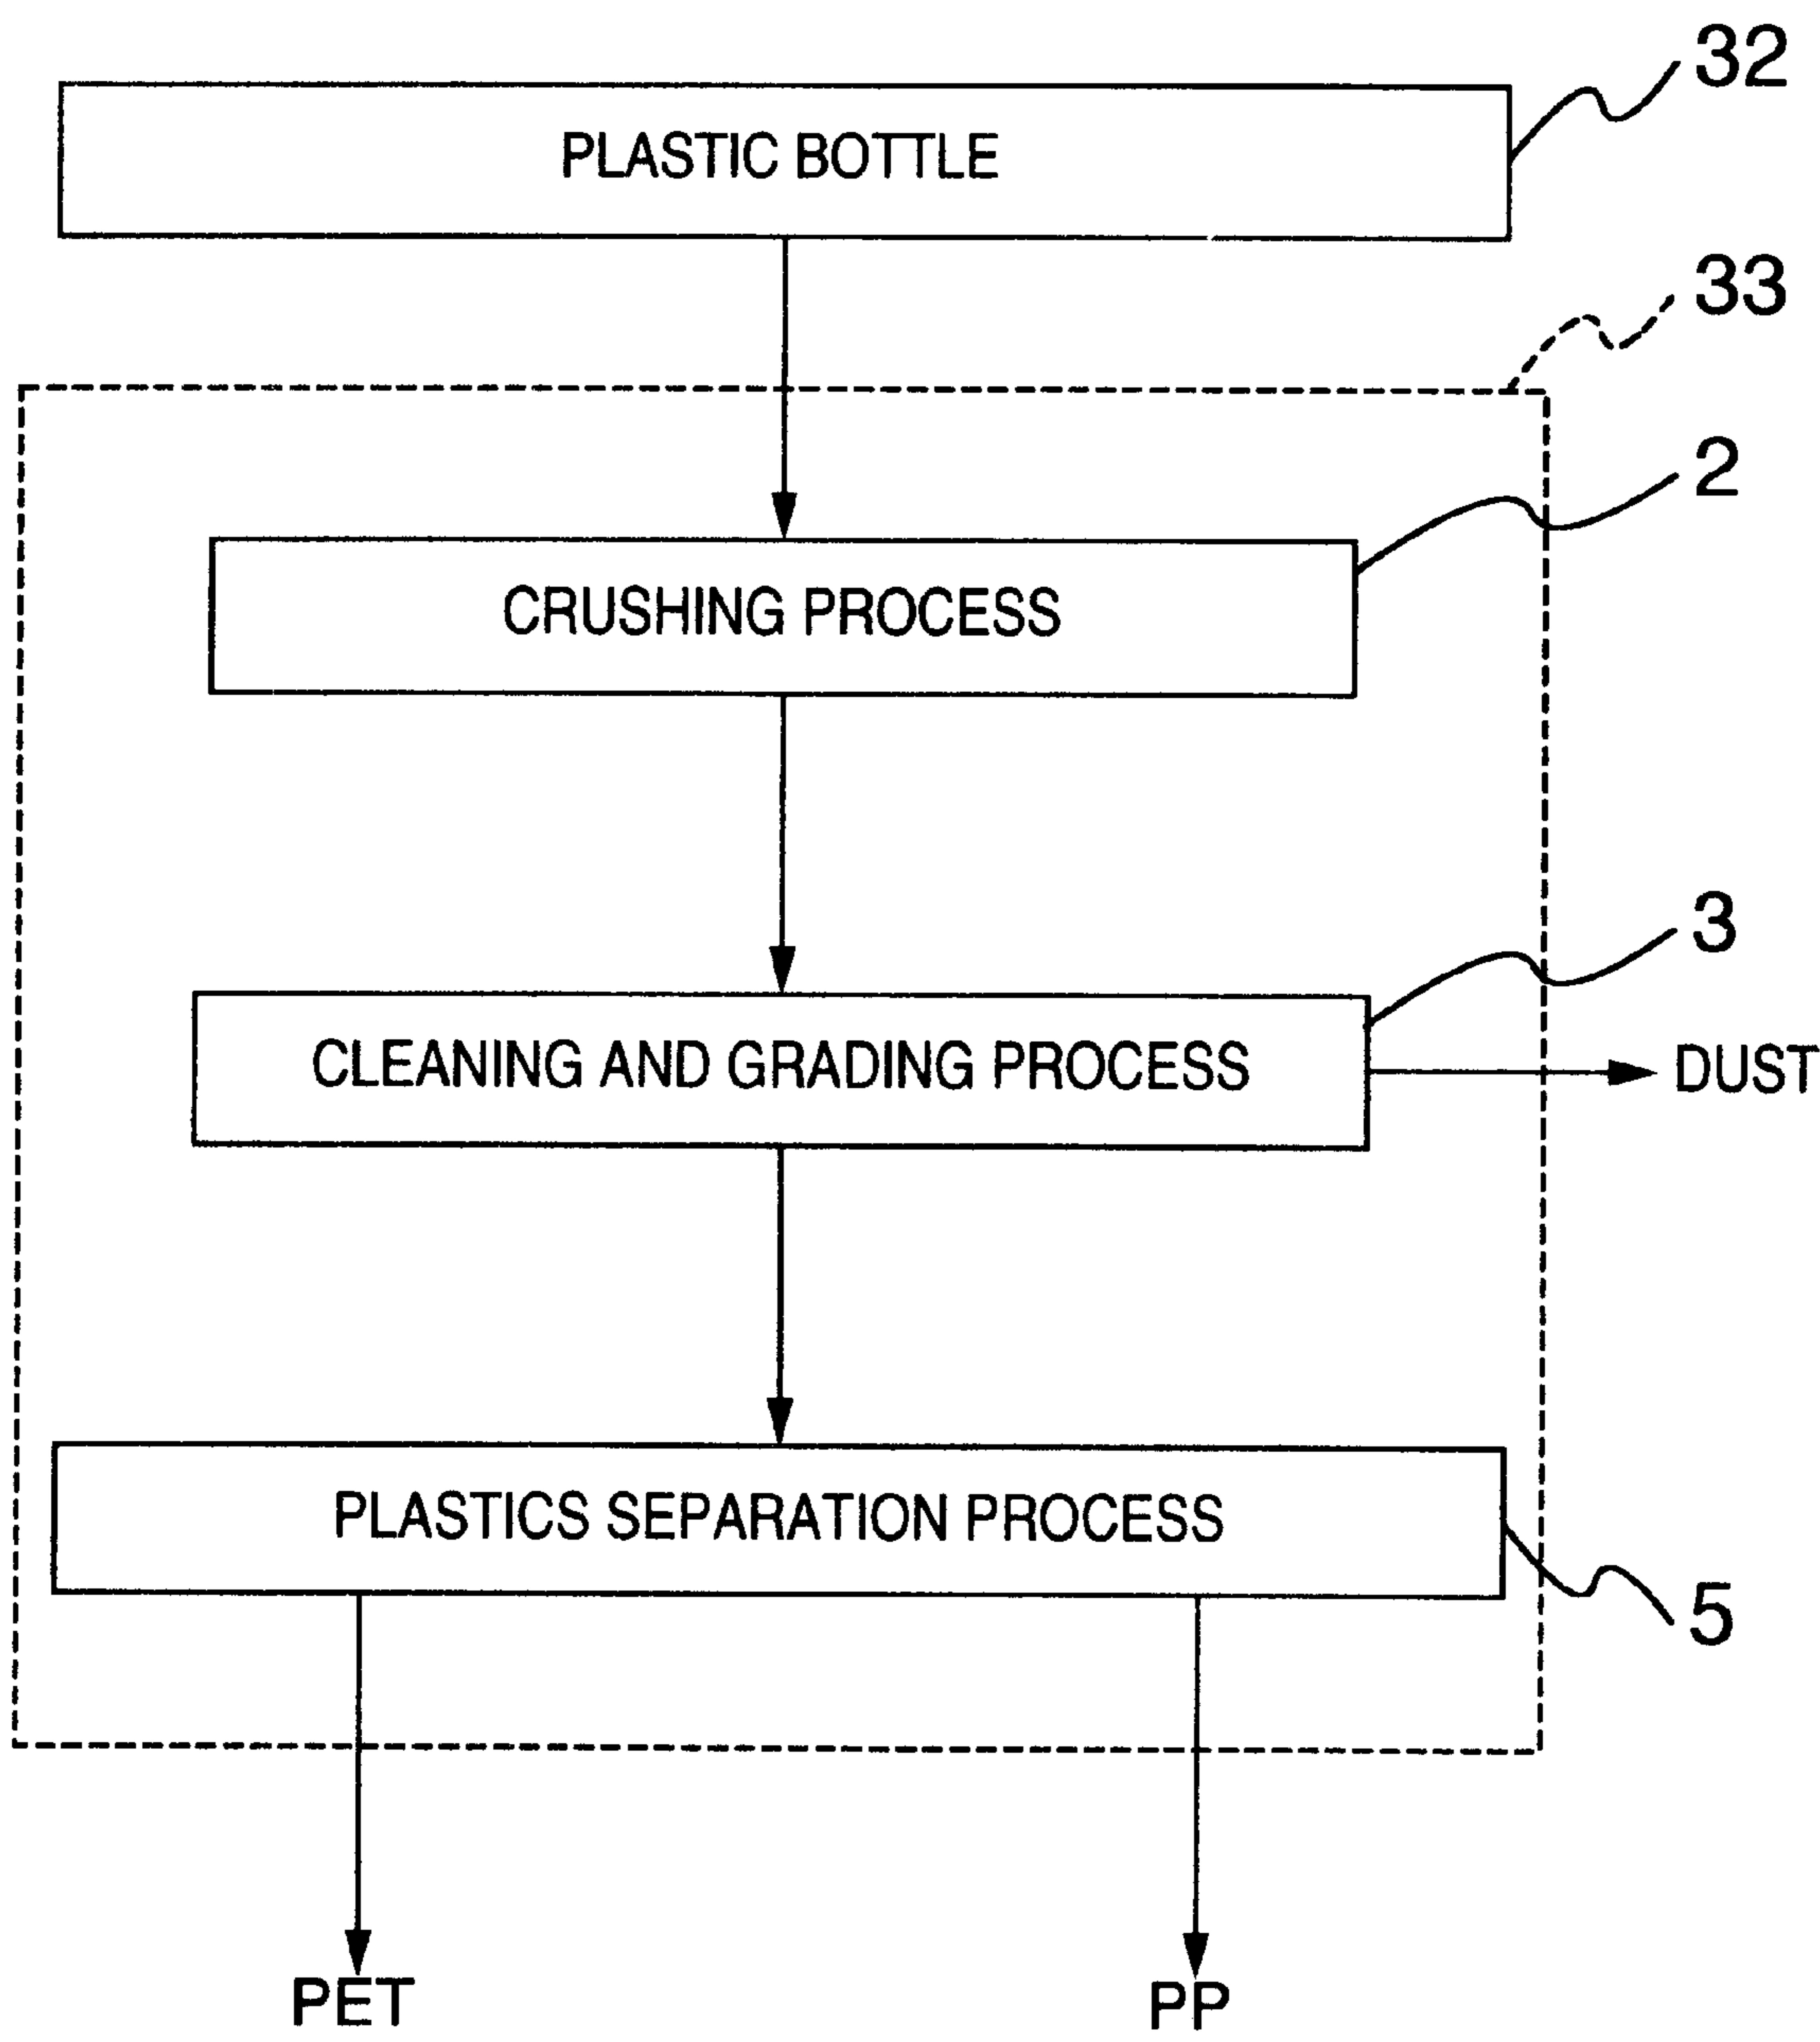 32
PLASTIC BOTTLE
33
2
CRUSHING PROCESS
3
CLEANING AND GRADING PROCESS
DUST
PLASTICS SEPARATION PROCESS
5
PET
PP